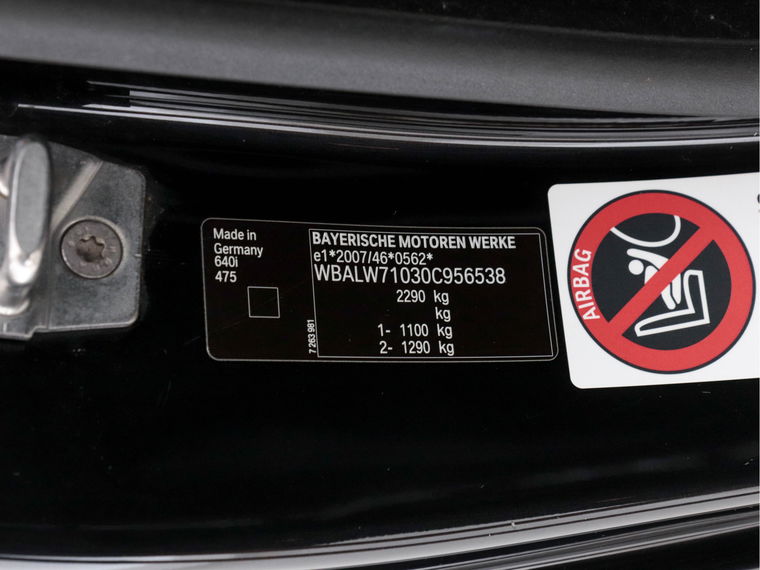 Made in
Germany
640i
475
7 263 981
BAYERISCHE MOTOREN WERKE
e1*2007/46*0562*
WBALW71030C956538
2290 kg
kg
1- 1100 kg
2- 1290 kg
AIRBAG